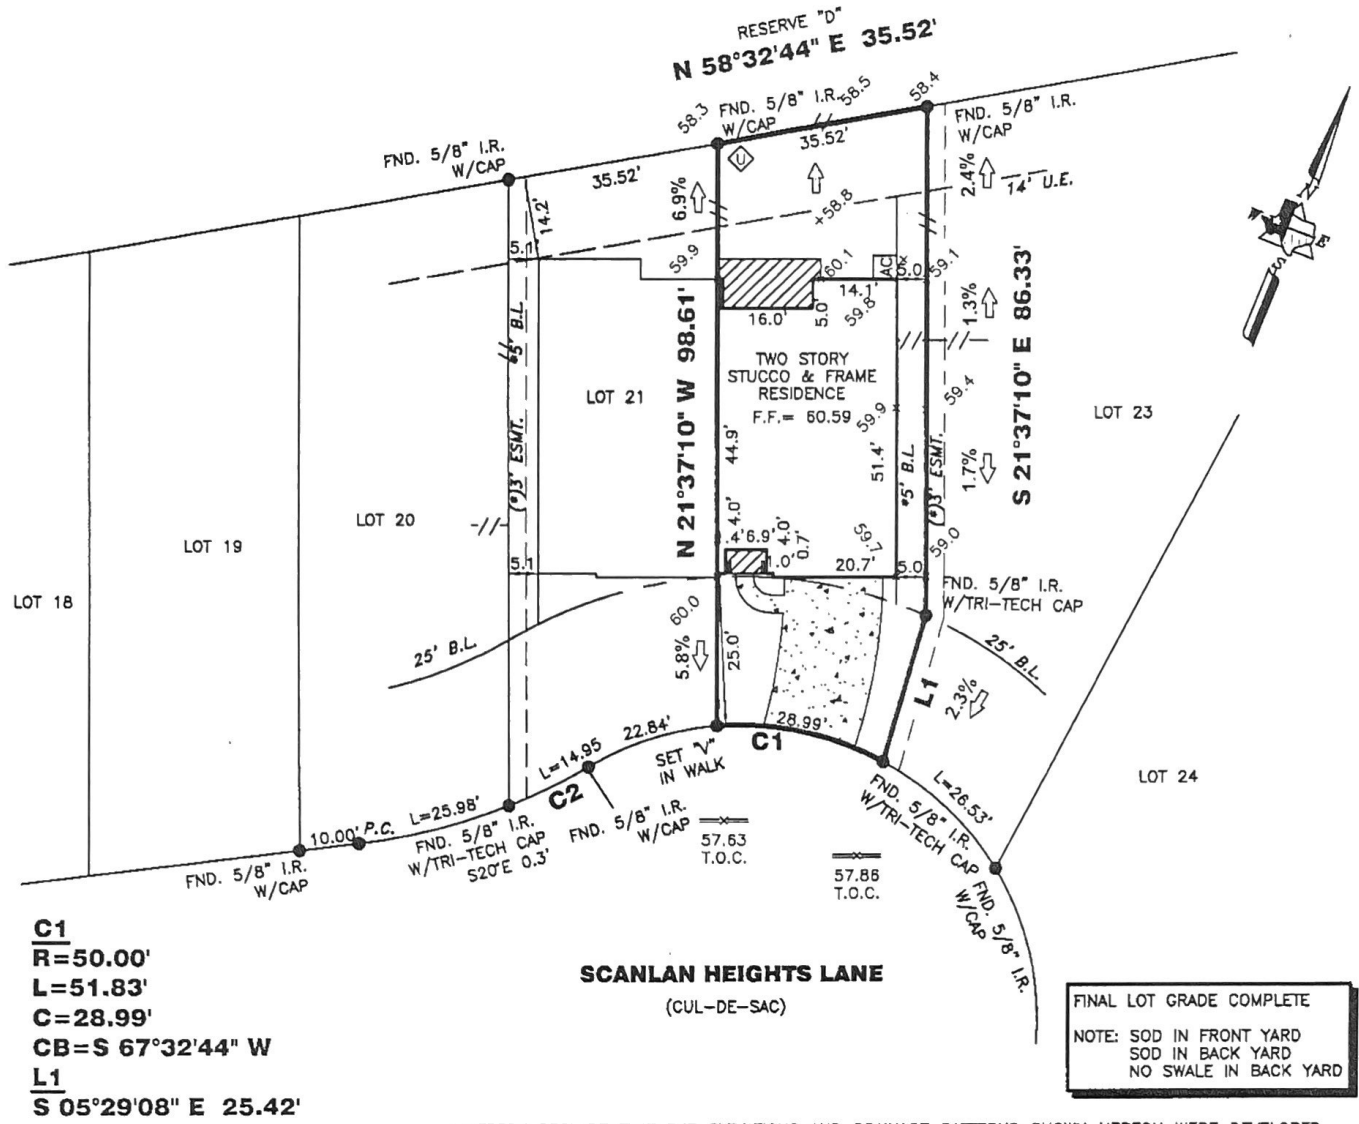 RESERVE "D"
N 58°32'44" E 35.52'
58.3
FND. 5/8" I.R.
W/CAP
58.5
58.4
FND. 5/8" I.R.
W/CAP
FND. 5/8" I.R.
W/CAP
35.52'
35.52'
U
6.9%
2.4%
14' U.E.
14.2'
+58.8
5.1'
59.9
60.1
AC
5.0
59.1
14.1'
16.0'
5.0'
59.8
1.3%
*5' B.L.
TWO STORY
STUCCO & FRAME
RESIDENCE
F.F.= 60.59
59.4
LOT 21
LOT 23
N 21°37'10" W 98.61'
S 21°37'10" E 86.33'
59.9
44.9'
51.4'
*5' B.L.
1.7%
(*)3' ESMT.
(*)3' ESMT.
LOT 20
LOT 19
LOT 18
4.0'
.4'
6.9'
4.0'
0.7'
1.0'
59.7
59.0
5.1
20.7'
5.0
FND. 5/8" I.R.
W/TRI-TECH CAP
60.0
5.8%
25.0'
25' B.L.
25' B.L.
L1
2.3%
22.84'
28.99'
C1
SET "V"
IN WALK
L=14.95
C2
LOT 24
L=26.53'
FND. 5/8" I.R.
W/TRI-TECH CAP
10.00'
P.C.
L=25.98'
FND. 5/8" I.R.
W/CAP
FND. 5/8" I.R.
W/TRI-TECH CAP
S20°E 0.3'
FND. 5/8" I.R.
W/CAP
57.63
T.O.C.
57.86
T.O.C.
FND. 5/8" I.R.
W/CAP
N
W
E
S
C1
R=50.00'
L=51.83'
C=28.99'
CB=S 67°32'44" W
L1
S 05°29'08" E 25.42'
SCANLAN HEIGHTS LANE
(CUL-DE-SAC)
FINAL LOT GRADE COMPLETE
NOTE: SOD IN FRONT YARD
SOD IN BACK YARD
NO SWALE IN BACK YARD